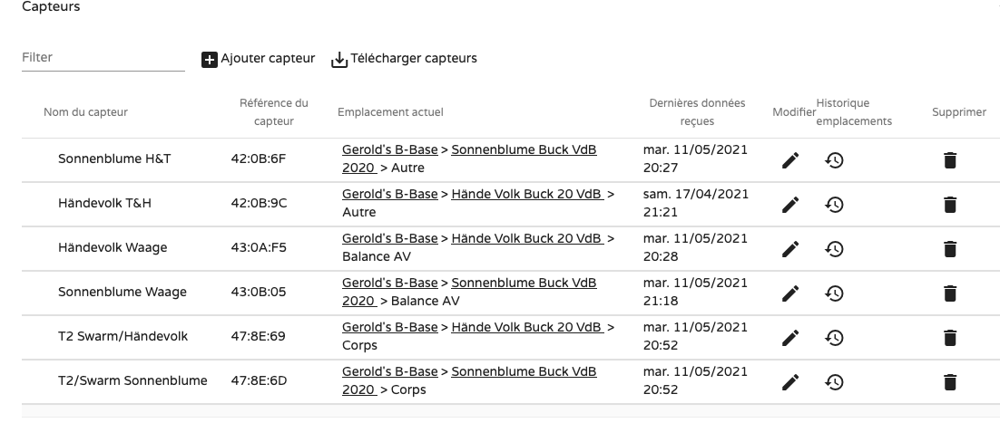 Capteurs
Filter
Ajouter capteur
Télécharger capteurs
Nom du capteur
Référence du
capteur
Emplacement actuel
Dernières données
reçues
Modifier
Historique
emplacements
Supprimer
Sonnenblume H&T
42:0B:6F
Gerold's B-Base > Sonnenblume Buck VdB
2020 > Autre
mar. 11/05/2021
20:27
Händevolk T&H
42:0B:9C
Gerold's B-Base > Hände Volk Buck 20 VdB >
Autre
sam. 17/04/2021
21:21
Händevolk Waage
43:0A:F5
Gerold's B-Base > Hände Volk Buck 20 VdB >
Balance AV
mar. 11/05/2021
20:28
Sonnenblume Waage
43:0B:05
Gerold's B-Base > Sonnenblume Buck VdB
2020 > Balance AV
mar. 11/05/2021
21:18
T2 Swarm/Händevolk
47:8E:69
Gerold's B-Base > Hände Volk Buck 20 VdB >
Corps
mar. 11/05/2021
20:52
T2/Swarm Sonnenblume
47:8E:6D
Gerold's B-Base > Sonnenblume Buck VdB
2020 > Corps
mar. 11/05/2021
20:52